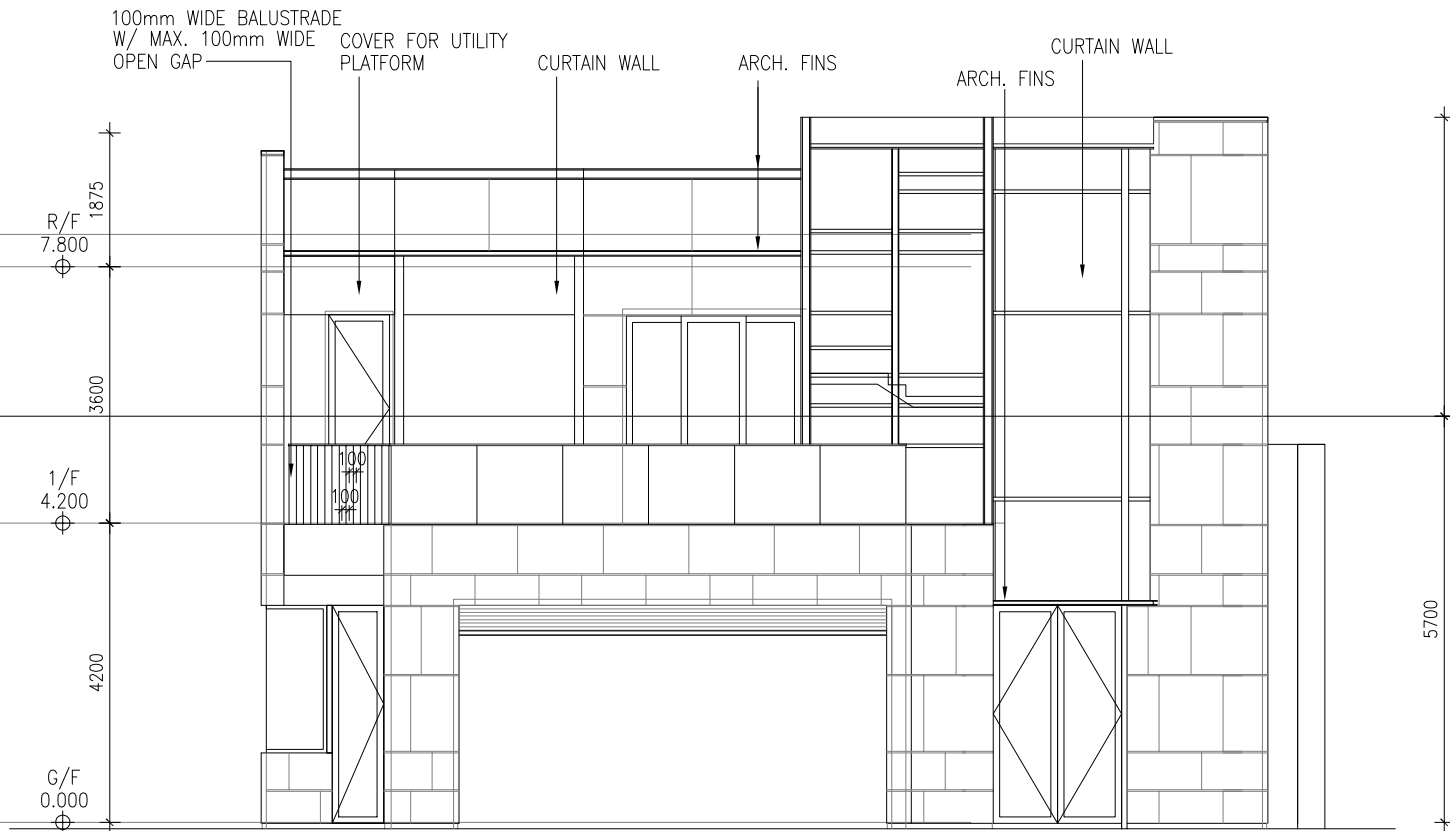 100mm WIDE BALUSTRADE
W/ MAX. 100mm WIDE
OPEN GAP
COVER FOR UTILITY
PLATFORM
CURTAIN WALL
ARCH. FINS
ARCH. FINS
CURTAIN WALL
1875
R/F
7.800
3600
100
100
1/F
4.200
4200
5700
G/F
0.000